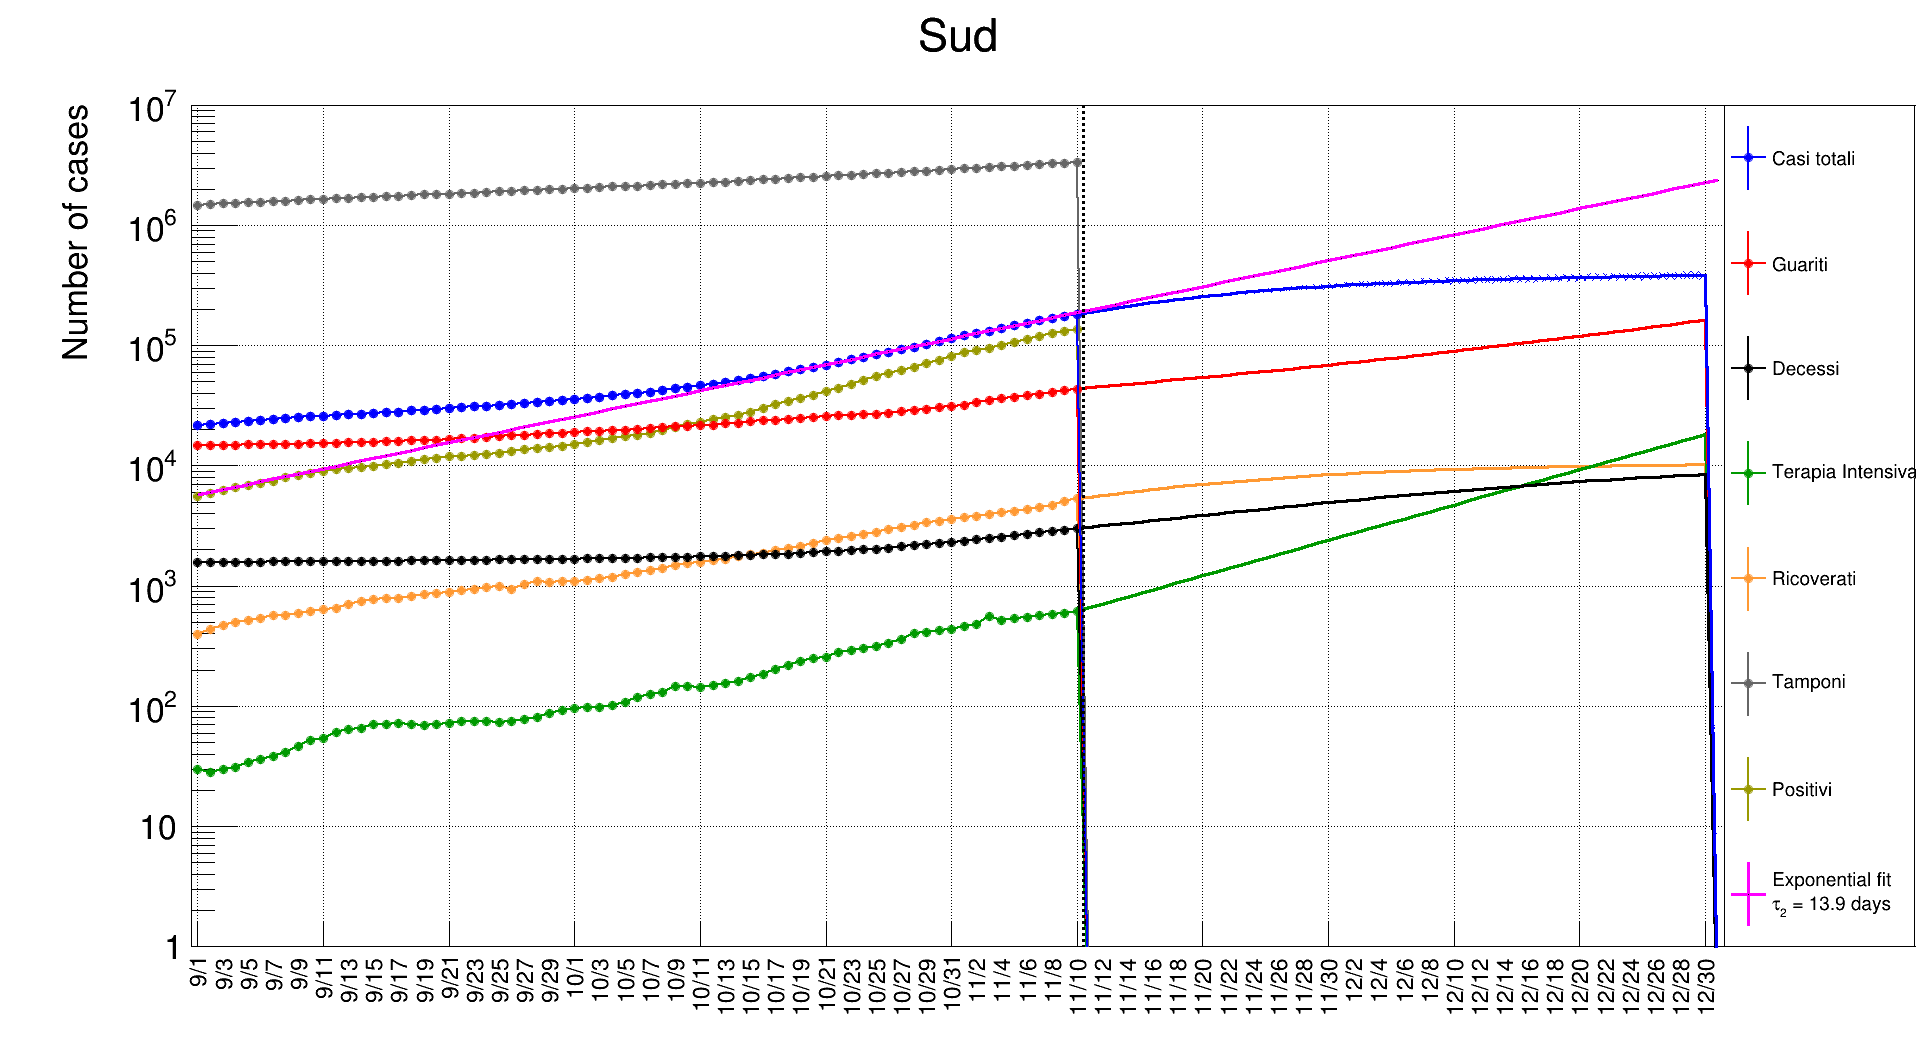 Sud
Number of cases
10^7
10^6
10^5
10^4
10^3
10^2
10
1
9/1 9/3 9/5 9/7 9/9 9/11 9/13 9/15 9/17 9/19 9/21 9/23 9/25 9/27 9/29 10/1 10/3 10/5 10/7 10/9 10/11 10/13 10/15 10/17 10/19 10/21 10/23 10/25 10/27 10/29 10/31 11/2 11/4 11/6 11/8 11/10 11/12 11/14 11/16 11/18 11/20 11/22 11/24 11/26 11/28 11/30 12/2 12/4 12/6 12/8 12/10 12/12 12/14 12/16 12/18 12/20 12/22 12/24 12/26 12/28 12/30
Casi totali
Guariti
Decessi
Terapia Intensiva
Ricoverati
Tamponi
Positivi
Exponential fit
τ₂ = 13.9 days